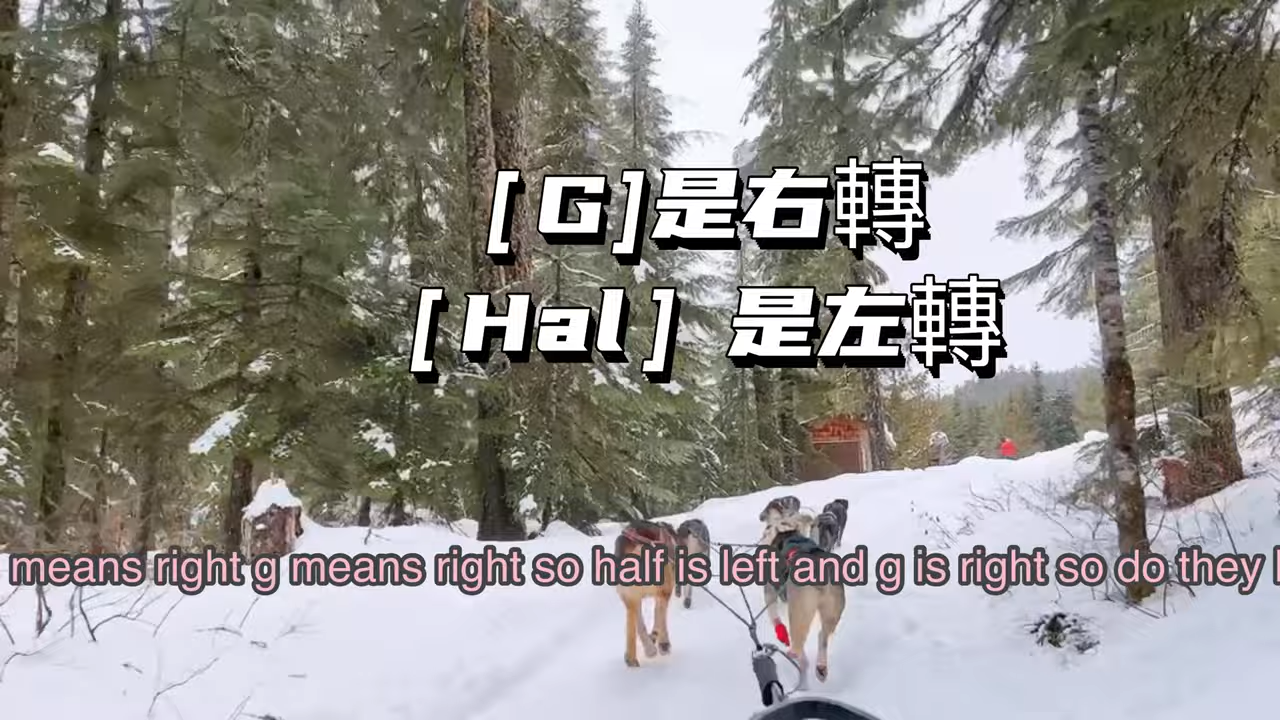 [G]是右轉
[Hal] 是左轉
means right g means right so half is left and g is right so do they